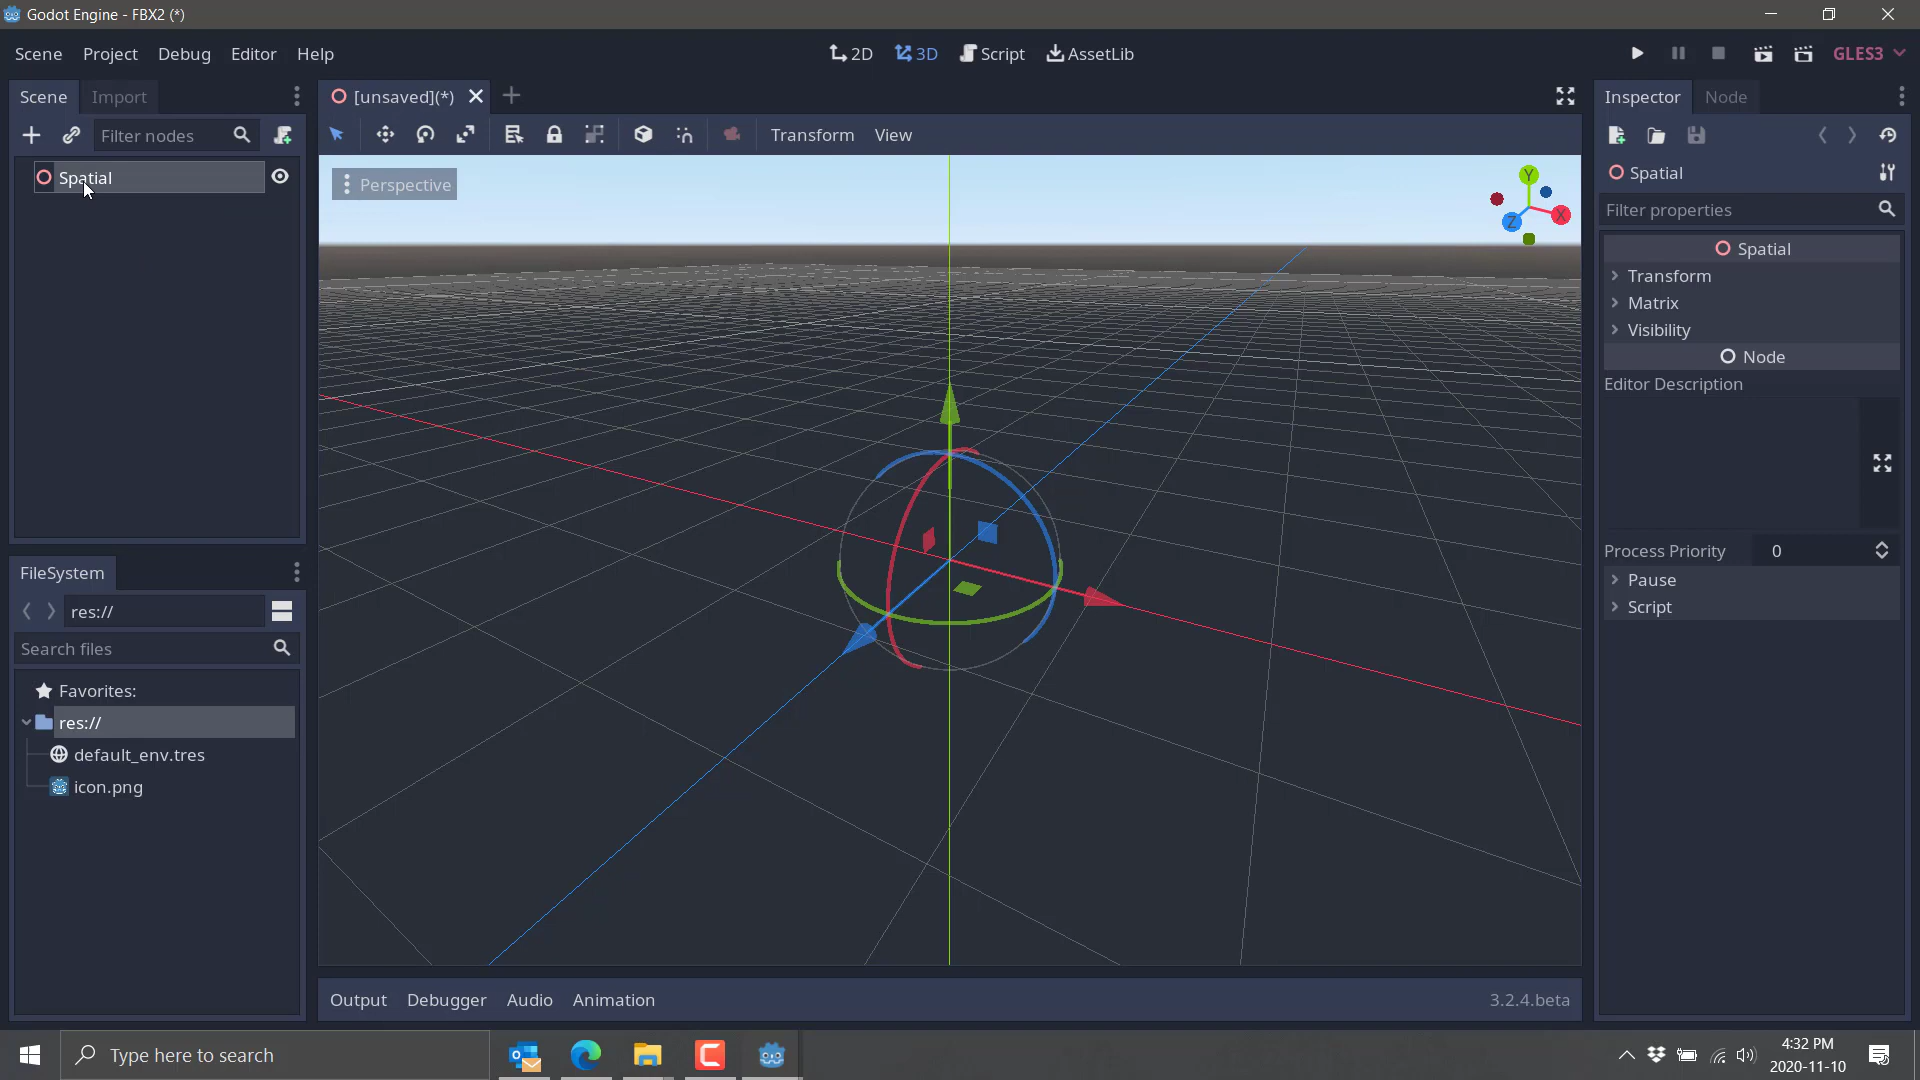 Godot Engine - FBX2 (*)
Scene Project Debug Editor Help
2D 3D Script AssetLib
GLES3
Scene Import
[unsaved](*)
Inspector Node
Filter nodes
Transform View
Spatial
Perspective
Y
X
Z
Spatial
Filter properties
Spatial
Transform
Matrix
Visibility
Node
Editor Description
Process Priority 0
Pause
Script
FileSystem
res://
Search files
Favorites:
res://
default_env.tres
icon.png
Output Debugger Audio Animation
3.2.4.beta
Type here to search
4:32 PM
2020-11-10